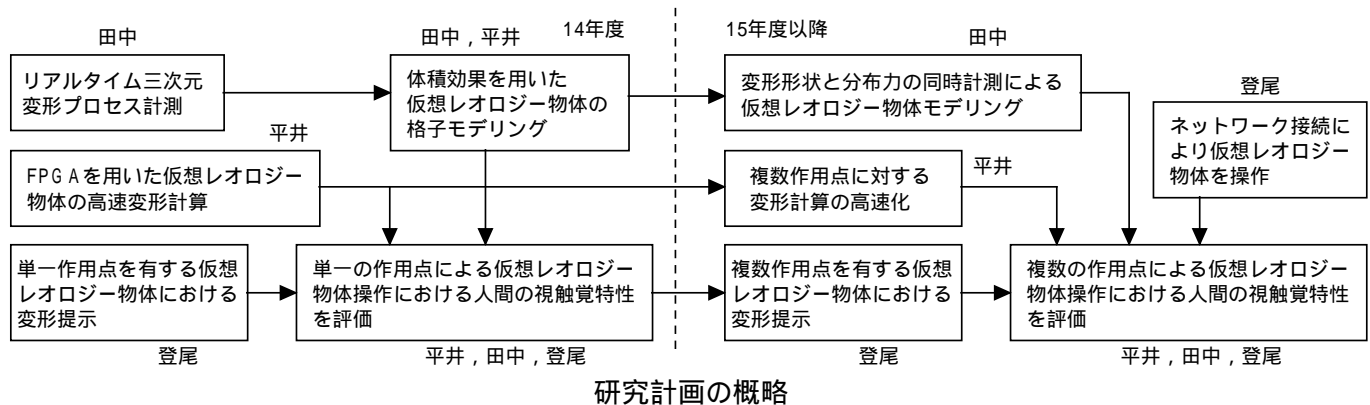 田中
リアルタイム三次元
変形プロセス計測
田中，平井
14年度
体積効果を用いた
仮想レオロジー物体の
格子モデリング
15年度以降
田中
変形形状と分布力の同時計測による
仮想レオロジー物体モデリング
登尾
ネットワーク接続に
より仮想レオロジー
物体を操作
平井
FPGAを用いた仮想レオロジー
物体の高速変形計算
複数作用点に対する
変形計算の高速化
平井
単一作用点を有する仮想
レオロジー物体における
変形提示
登尾
単一の作用点による仮想レオロジー
物体操作における人間の視触覚特性
を評価
平井，田中，登尾
複数作用点を有する仮想
レオロジー物体における
変形提示
登尾
複数の作用点による仮想レオロジー
物体操作における人間の視触覚特性
を評価
平井，田中，登尾
研究計画の概略